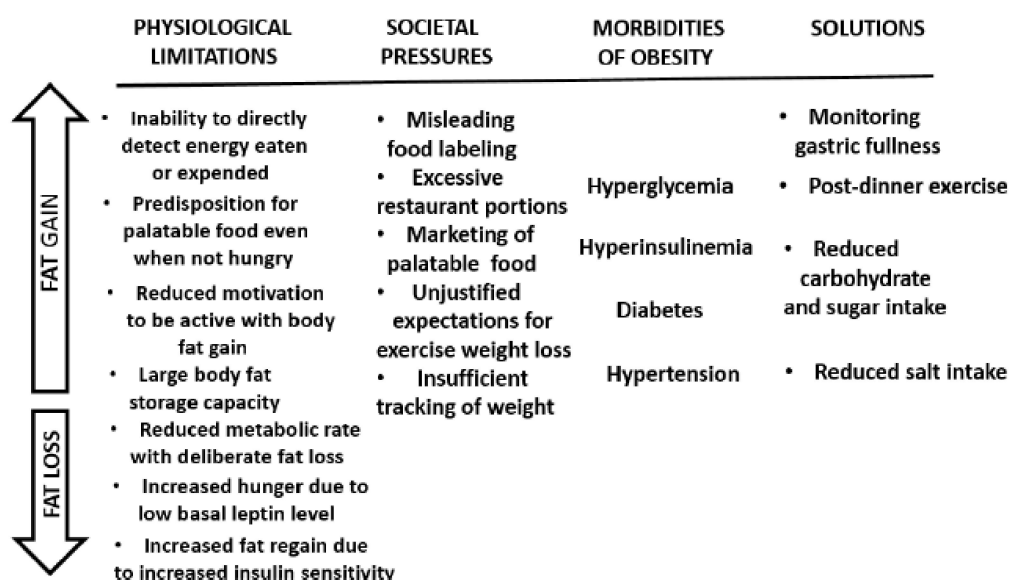 PHYSIOLOGICAL
LIMITATIONS
SOCIETAL
PRESSURES
MORBIDITIES
OF OBESITY
SOLUTIONS
FAT GAIN
• Inability to directly
detect energy eaten
or expended
• Predisposition for
palatable food even
when not hungry
• Reduced motivation
to be active with body
fat gain
• Large body fat
storage capacity
FAT LOSS
• Reduced metabolic rate
with deliberate fat loss
• Increased hunger due to
low basal leptin level
• Increased fat regain due
to increased insulin sensitivity
• Misleading
food labeling
• Excessive
restaurant portions
• Marketing of
palatable food
• Unjustified
expectations for
exercise weight loss
• Insufficient
tracking of weight
Hyperglycemia
Hyperinsulinemia
Diabetes
Hypertension
• Monitoring
gastric fullness
• Post-dinner exercise
• Reduced
carbohydrate
and sugar intake
• Reduced salt intake